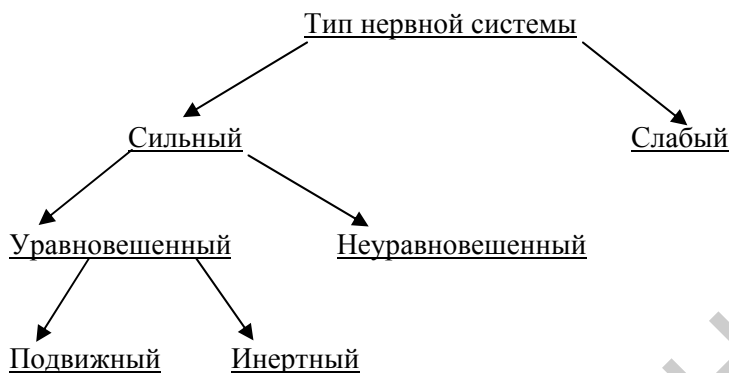 Тип нервной системы
Сильный Слабый
Уравновешенный Неуравновешенный
Подвижный Инертный